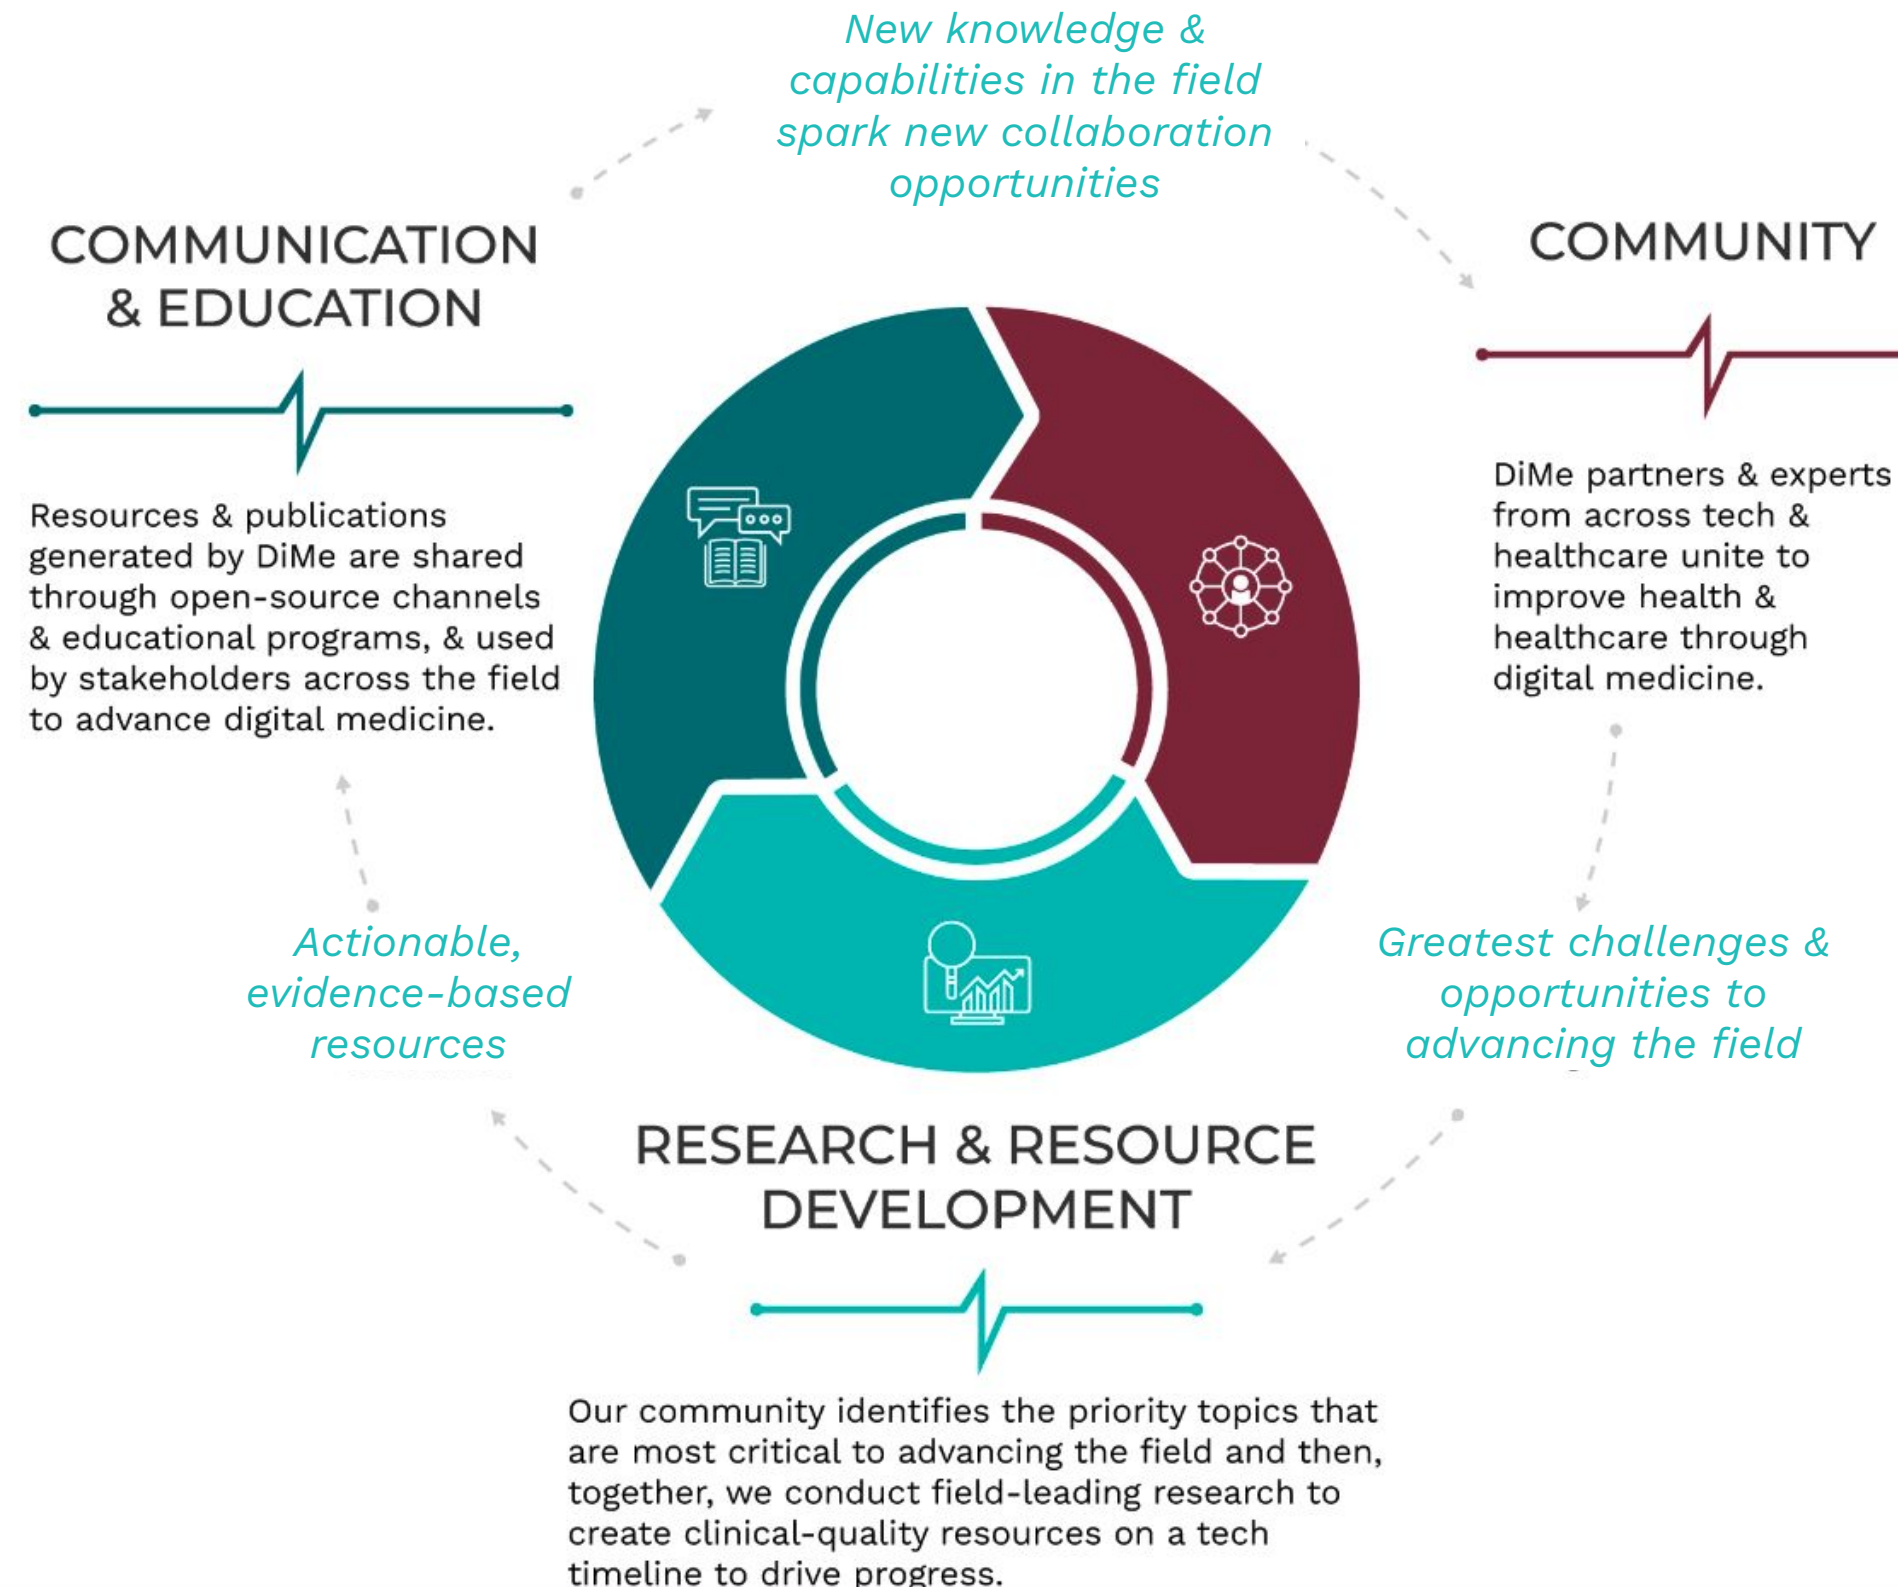 New knowledge &
capabilities in the field
spark new collaboration
opportunities
COMMUNICATION
& EDUCATION
Resources & publications
generated by DiMe are shared
through open-source channels
& educational programs, & used
by stakeholders across the field
to advance digital medicine.
COMMUNITY
DiMe partners & experts
from across tech &
healthcare unite to
improve health &
healthcare through
digital medicine.
Actionable,
evidence-based
resources
Greatest challenges &
opportunities to
advancing the field
RESEARCH & RESOURCE
DEVELOPMENT
Our community identifies the priority topics that
are most critical to advancing the field and then,
together, we conduct field-leading research to
create clinical-quality resources on a tech
timeline to drive progress.